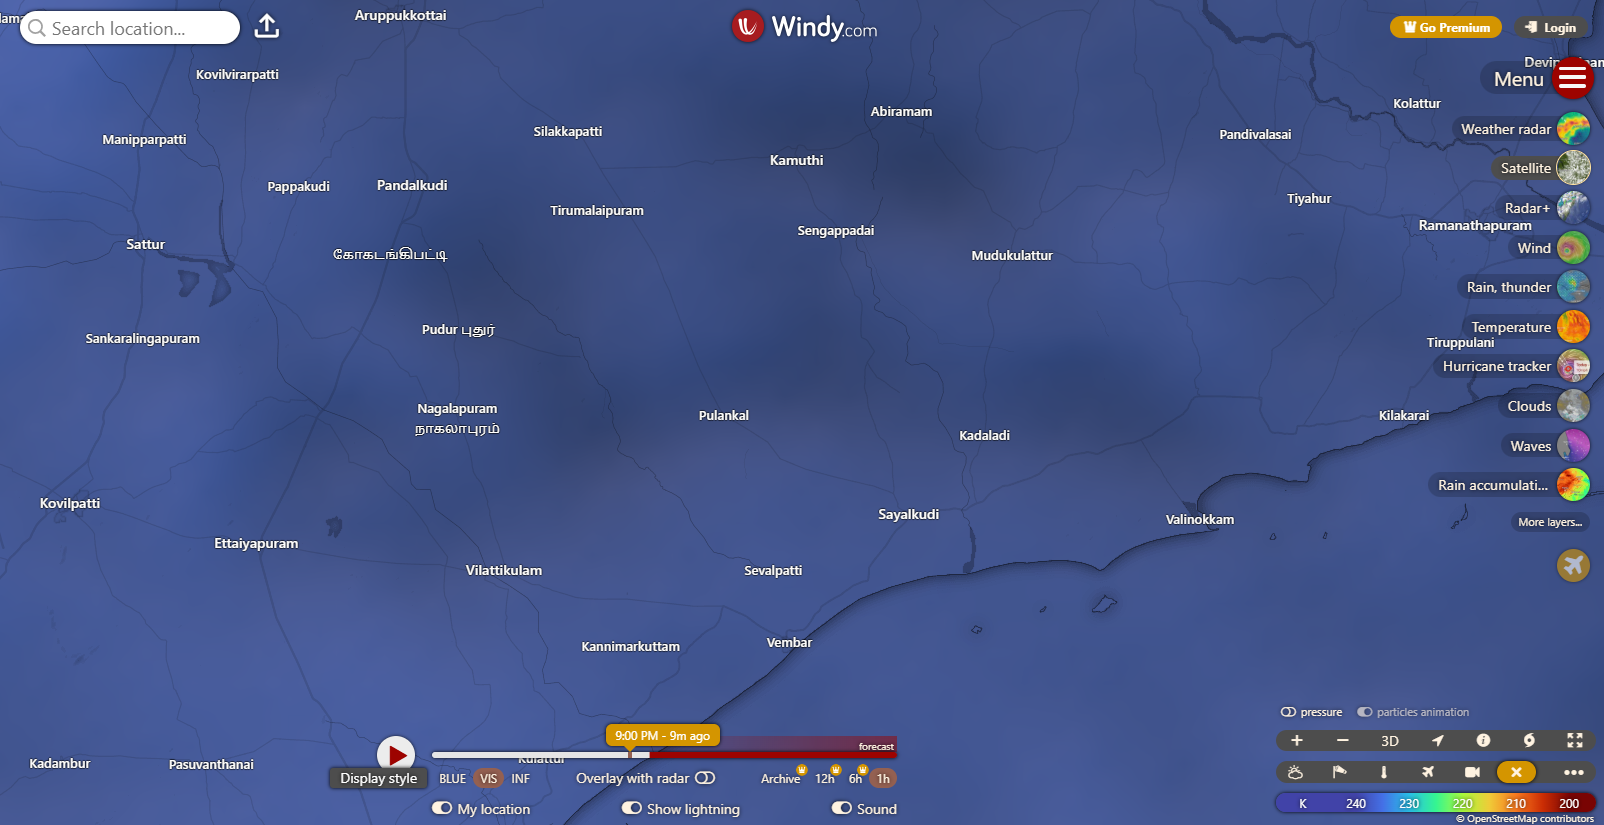 Search location...
Windy.com
Go Premium
Login
Aruppukkottai
Kovilvirarpatti
Menu
Kolattur
Abiramam
Silakkapatti
Pandivalasai
Weather radar
Manipparpatti
Kamuthi
Satellite
Pappakudi
Pandalkudi
Tiyahur
Radar+
Tirumalaipuram
Ramanathapuram
Sengappadai
Sattur
Wind
கோகடங்கிபட்டி
Mudukulattur
Rain, thunder
Temperature
Pudur புதுர்
Sankaralingapuram
Tiruppulani
Hurricane tracker
Clouds
Nagalapuram
நாகலாபுரம்
Pulankal
Kilakarai
Kadaladi
Waves
Rain accumulati...
Kovilpatti
Sayalkudi
Valinokkam
More layers...
Ettaiyapuram
Vilattikulam
Sevalpatti
Kannimarkuttam
Vembar
pressure
particles animation
9:00 PM - 9m ago
forecast
3D
Kulattur
Kadambur
Pasuvanthanai
Display style
BLUE VIS INF
Overlay with radar
Archive 12h 6h 1h
My location
Show lightning
Sound
K 240 230 220 210 200
© OpenStreetMap contributors